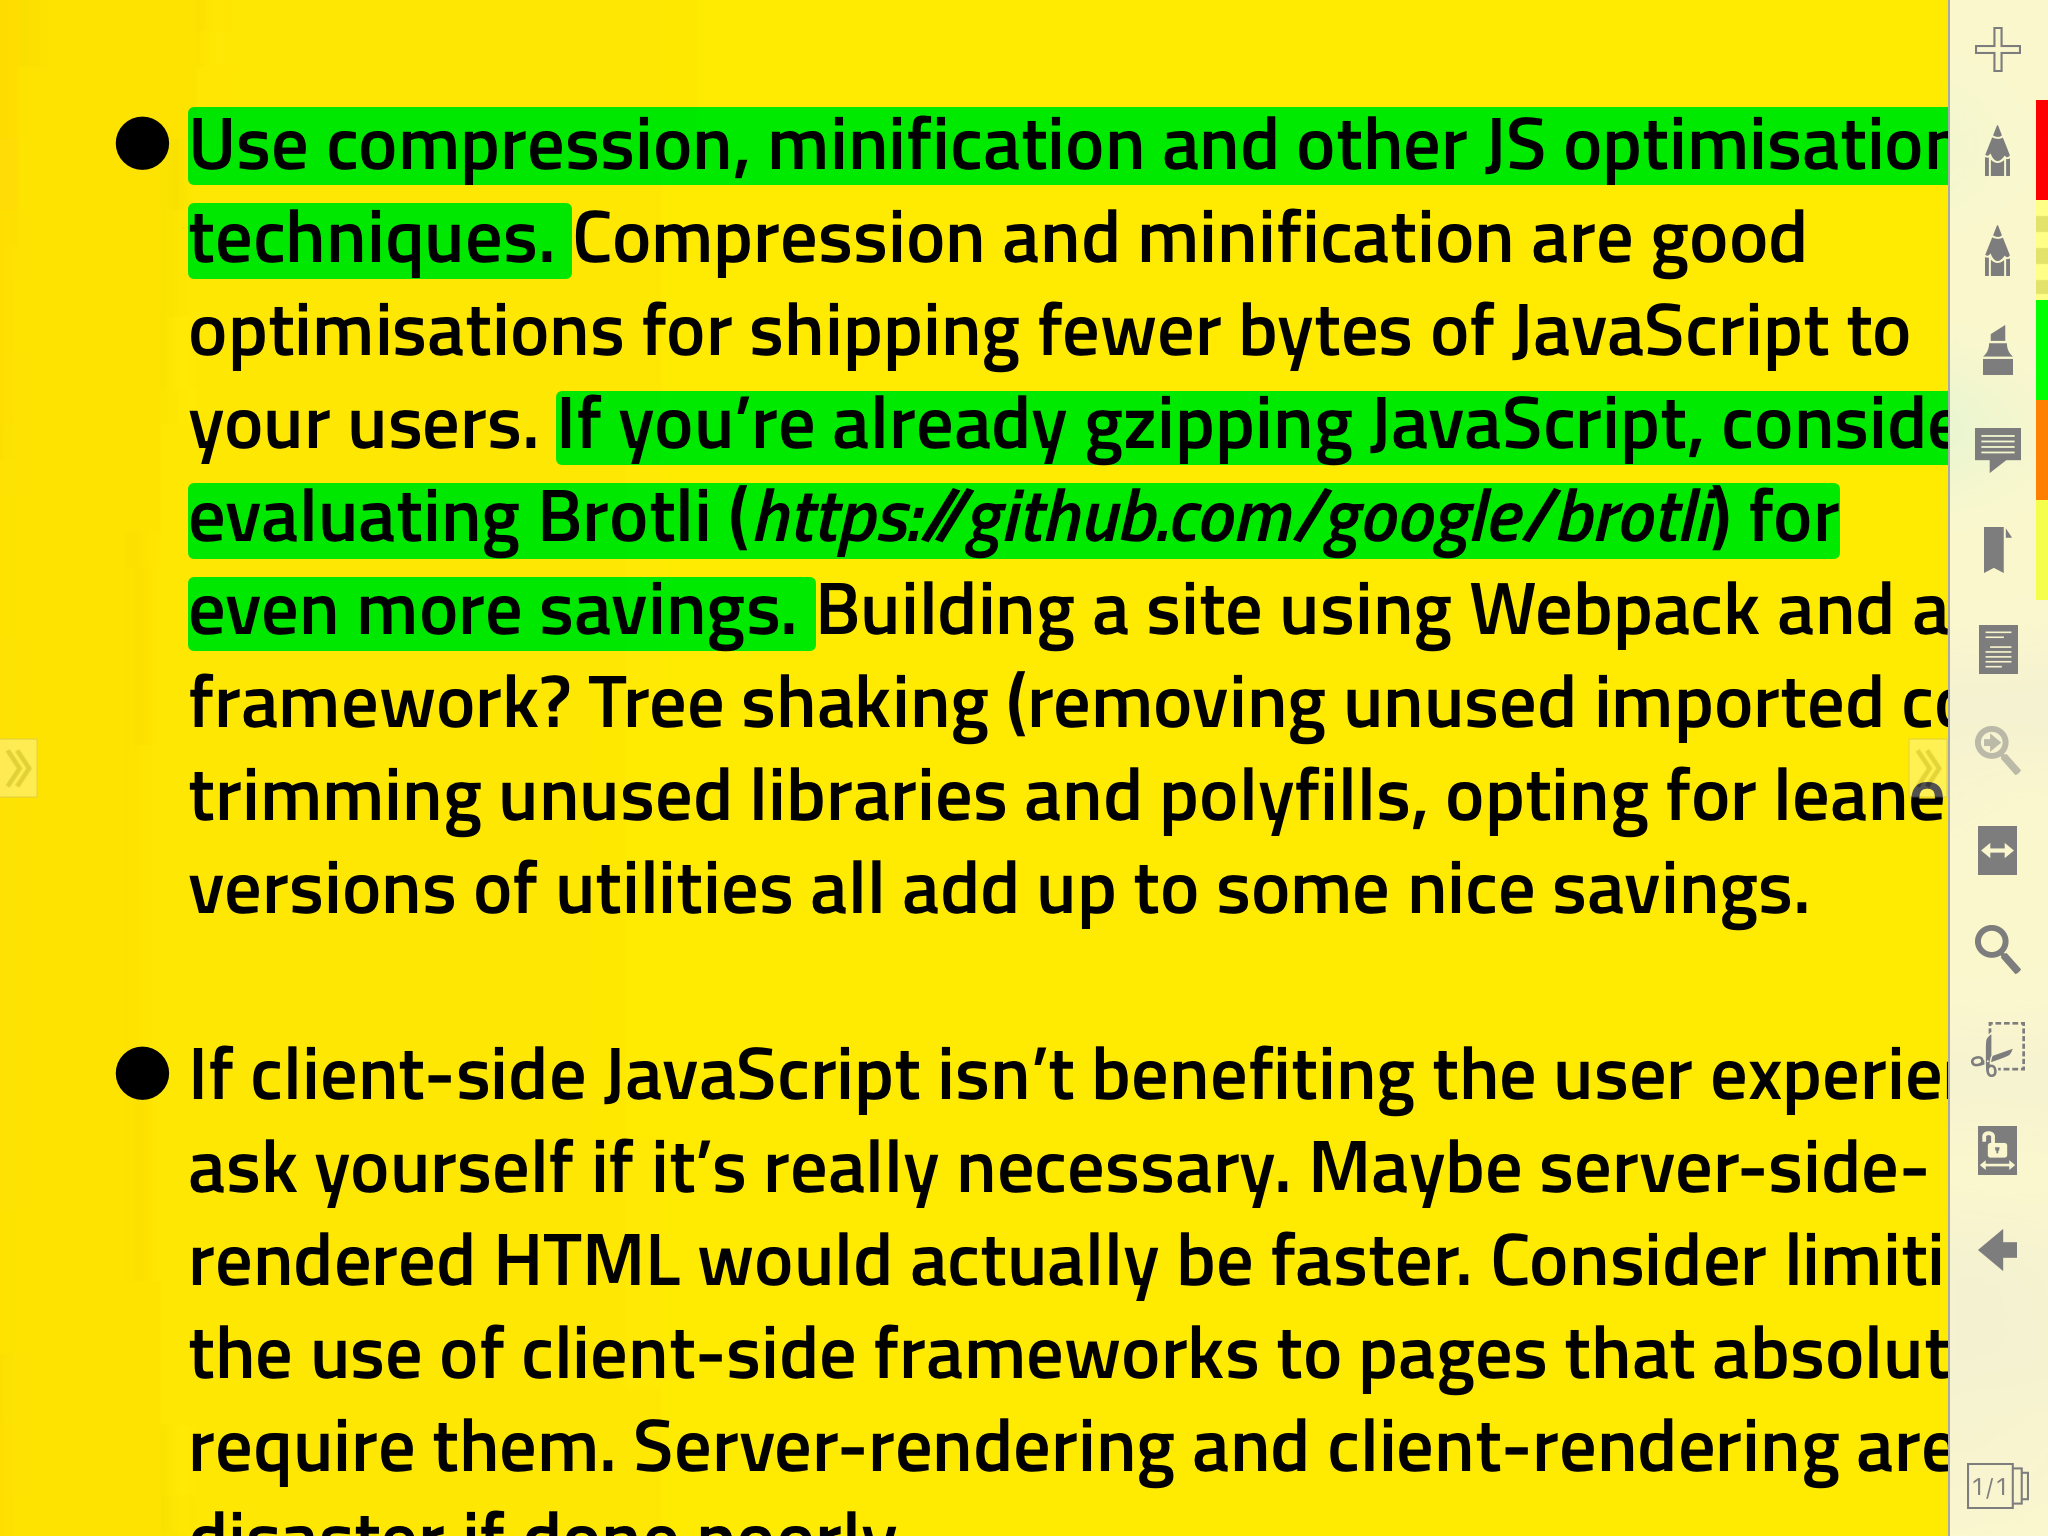 ● Use compression, minification and other JS optimisation
techniques. Compression and minification are good
optimisations for shipping fewer bytes of JavaScript to
your users. If you’re already gzipping JavaScript, conside
evaluating Brotli (https://github.com/google/brotli) for
even more savings. Building a site using Webpack and a
framework? Tree shaking (removing unused imported co
trimming unused libraries and polyfills, opting for leane
versions of utilities all add up to some nice savings.
● If client-side JavaScript isn’t benefiting the user experien
ask yourself if it’s really necessary. Maybe server-side-
rendered HTML would actually be faster. Consider limiti
the use of client-side frameworks to pages that absolut
require them. Server-rendering and client-rendering are
disaster if done poorly.
1/1